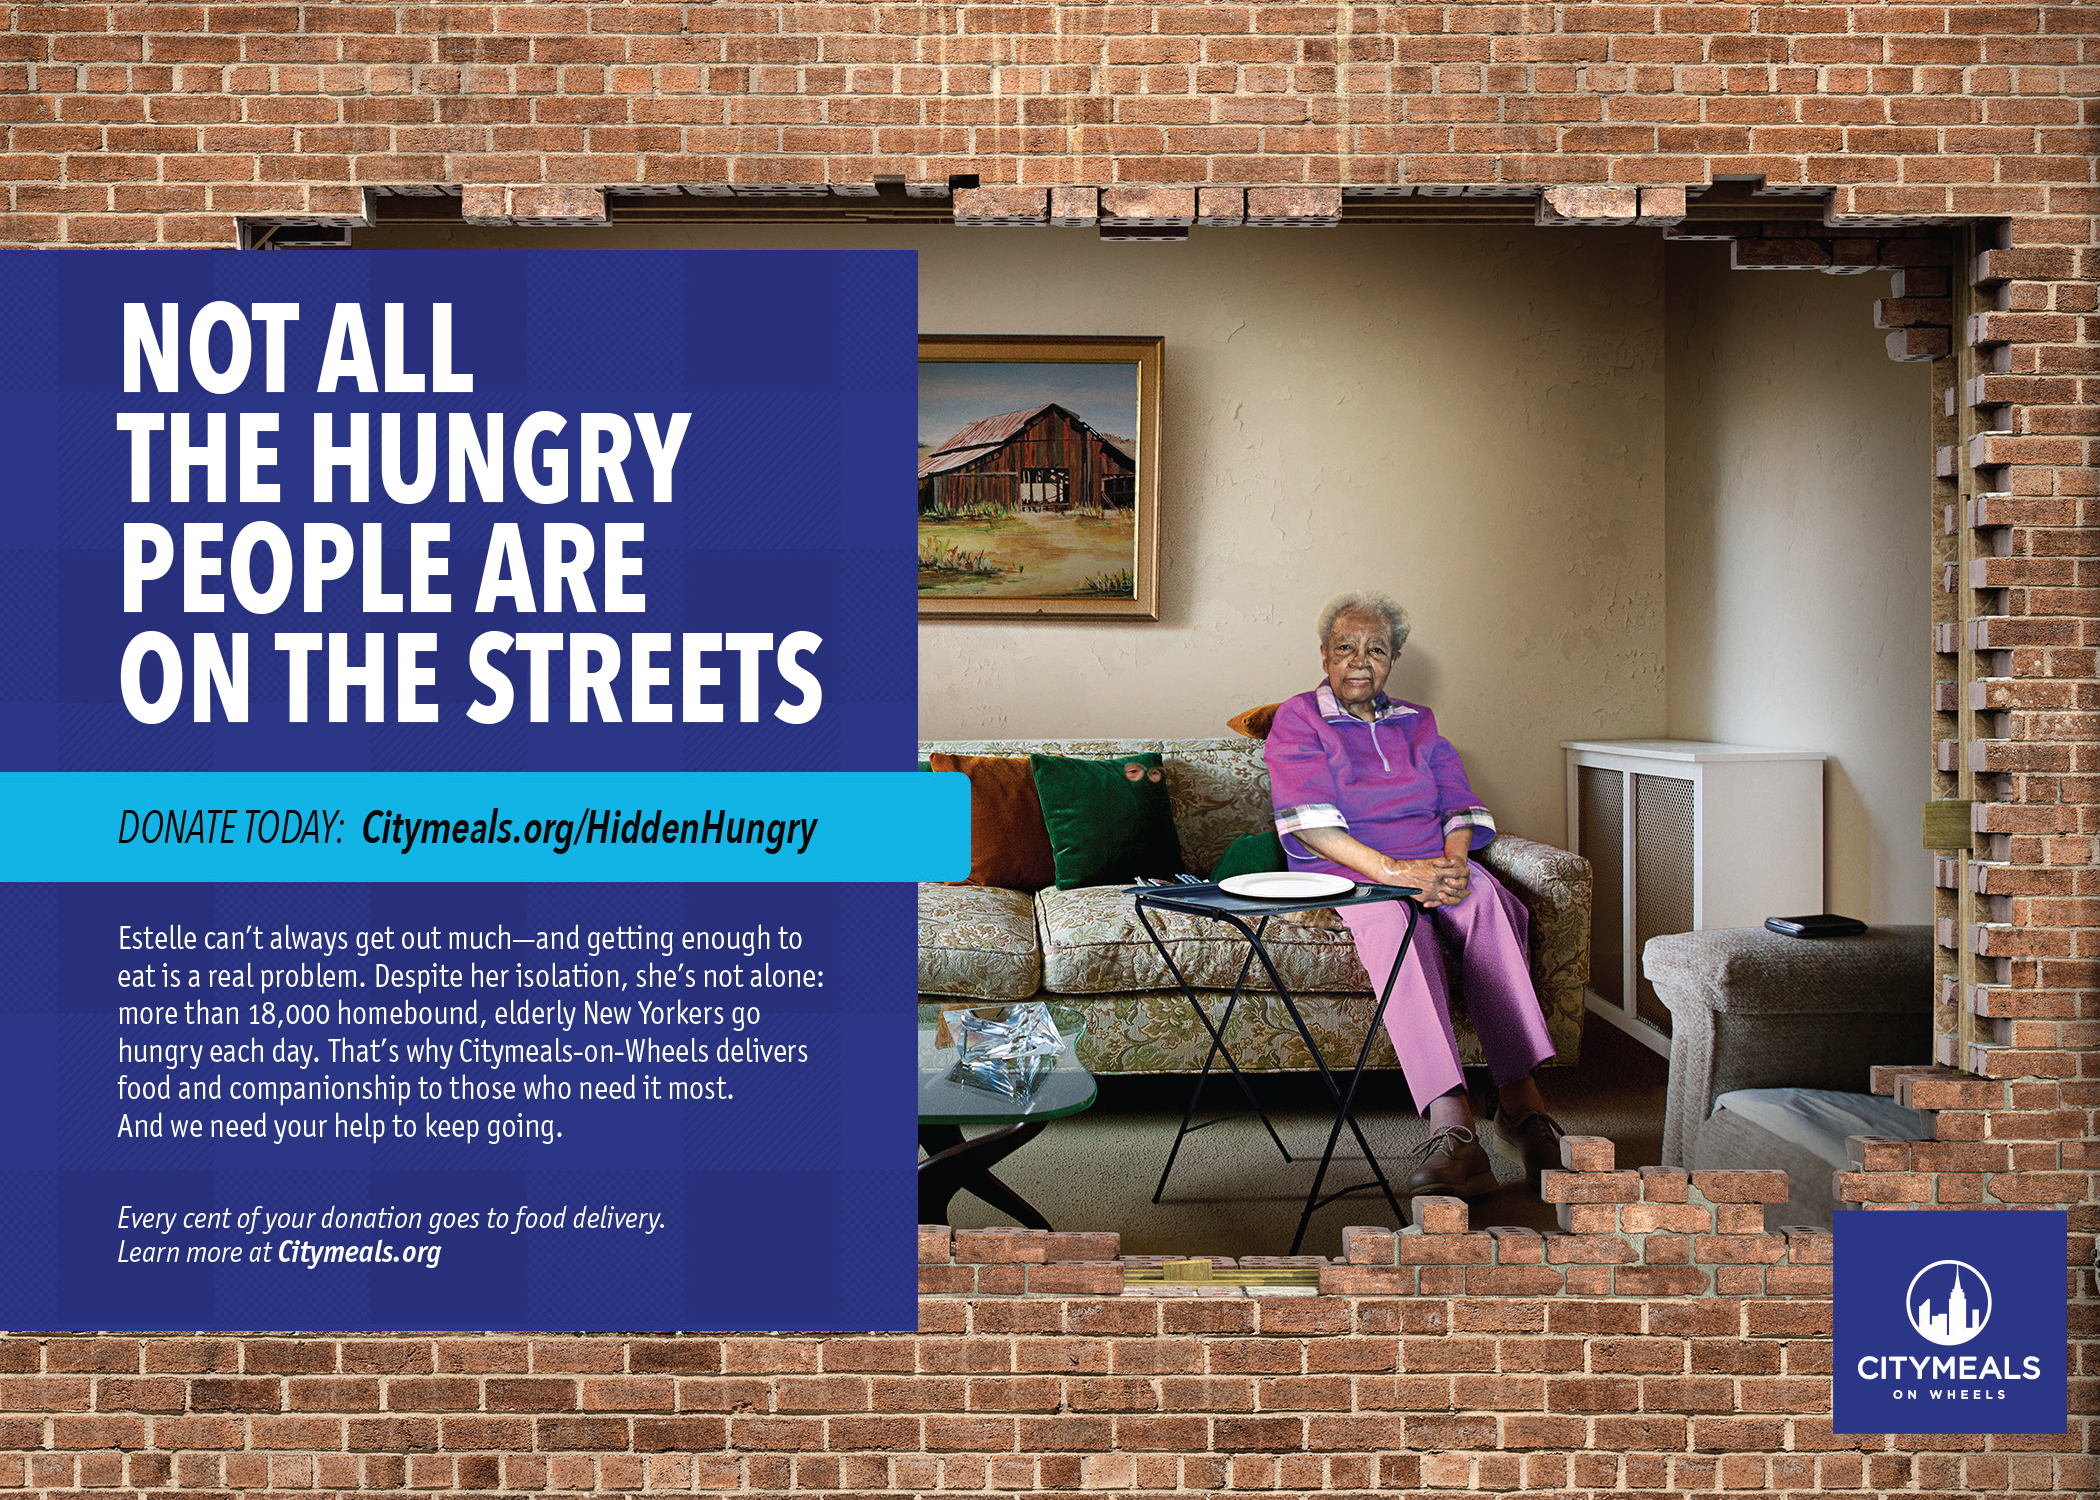 NOT ALL
THE HUNGRY
PEOPLE ARE
ON THE STREETS
DONATE TODAY: Citymeals.org/HiddenHungry
Estelle can’t always get out much—and getting enough to
eat is a real problem. Despite her isolation, she’s not alone:
more than 18,000 homebound, elderly New Yorkers go
hungry each day. That’s why Citymeals-on-Wheels delivers
food and companionship to those who need it most.
And we need your help to keep going.
Every cent of your donation goes to food delivery.
Learn more at Citymeals.org
CITYMEALS
ON WHEELS